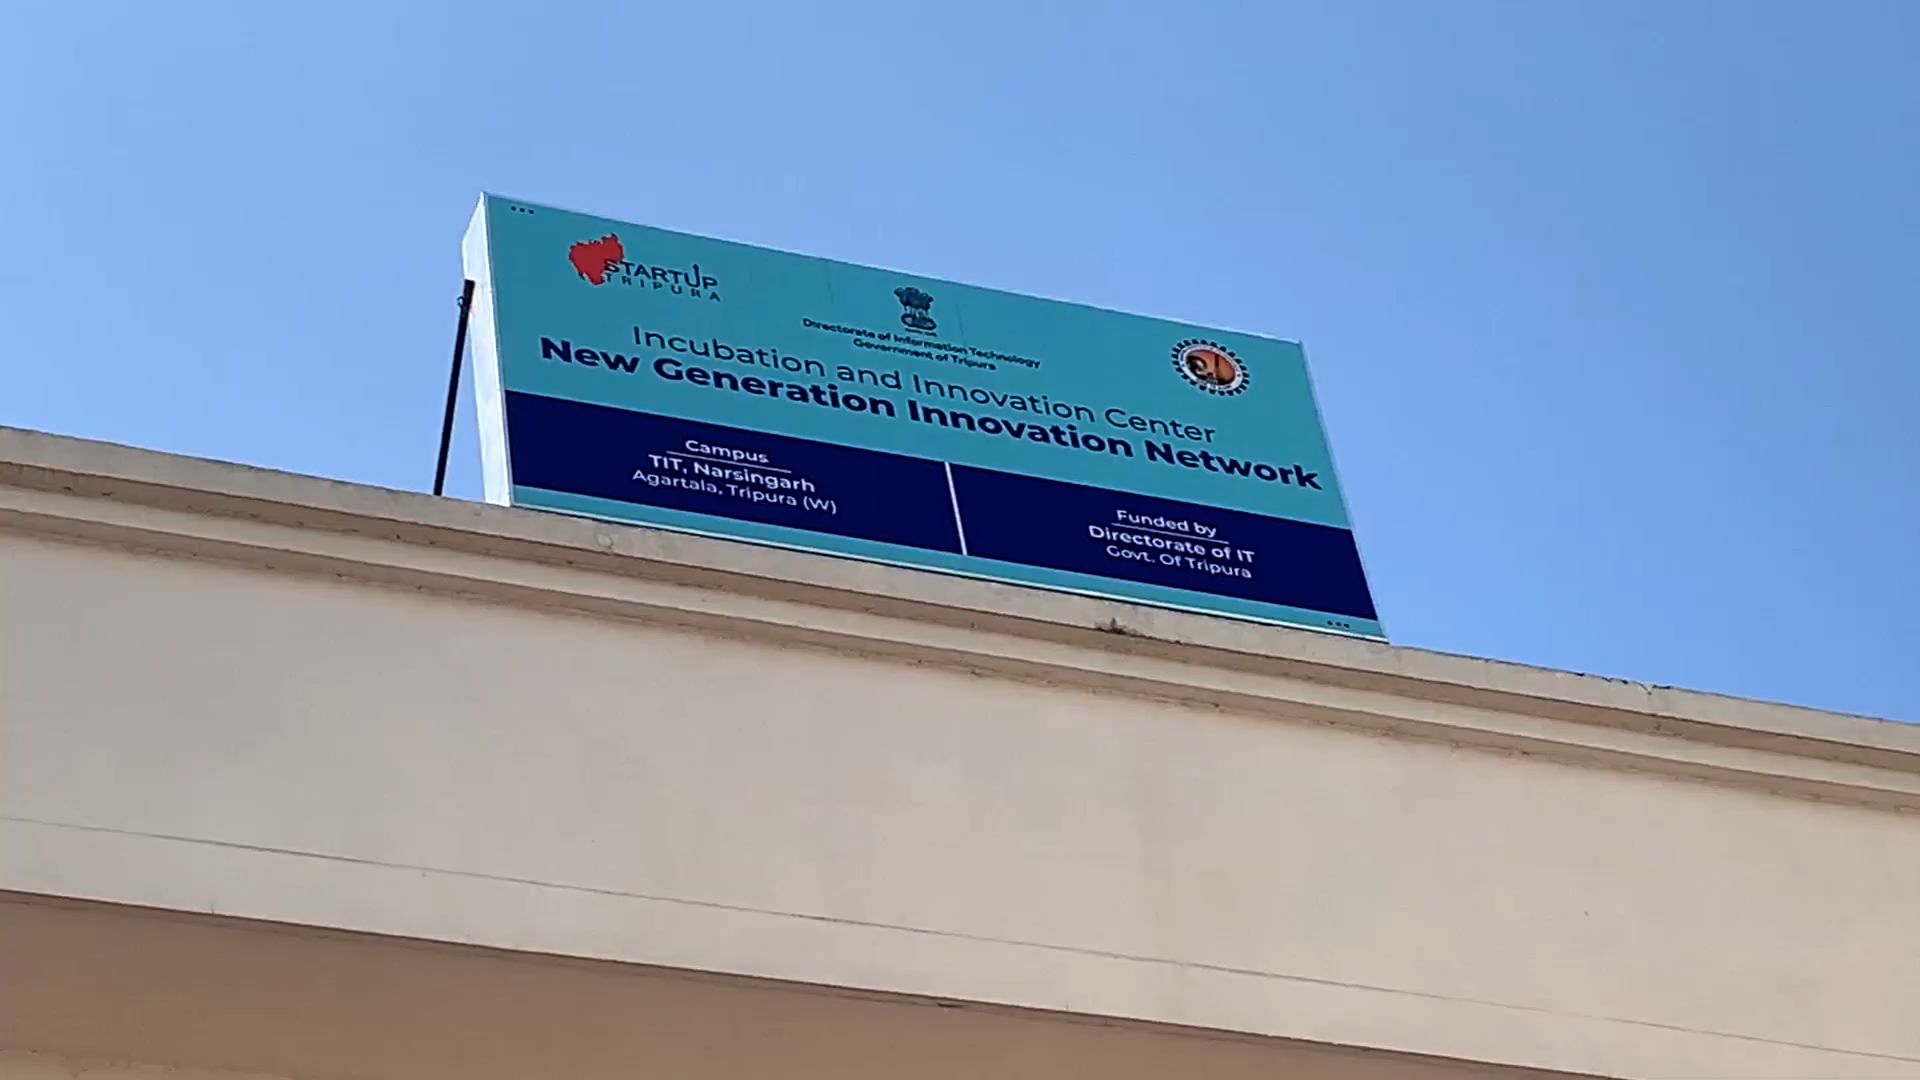 STARTUP
TRIPURA
Directorate of Information Technology
Government of Tripura
Incubation and Innovation Center
New Generation Innovation Network
Campus
TIT, Narsingarh
Agartala, Tripura (W)
Funded by
Directorate of IT
Govt. Of Tripura